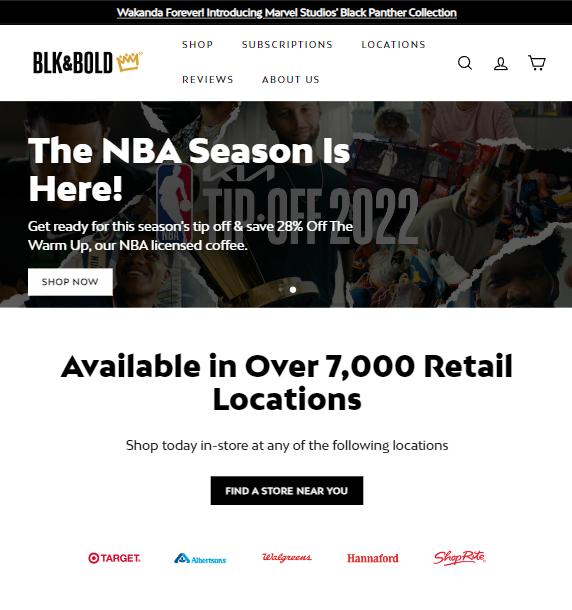 Wakanda Forever! Introducing Marvel Studios' Black Panther Collection
BLK&BOLD
SHOP
SUBSCRIPTIONS
LOCATIONS
REVIEWS
ABOUT US
The NBA Season Is
Here!
NBA
TIP-OFF 2022
Get ready for this season's tip off & save 28% Off The
Warm Up, our NBA licensed coffee.
SHOP NOW
Available in Over 7,000 Retail
Locations
Shop today in-store at any of the following locations
FIND A STORE NEAR YOU
TARGET.
Albertsons
Walgreens
Hannaford
ShopRite